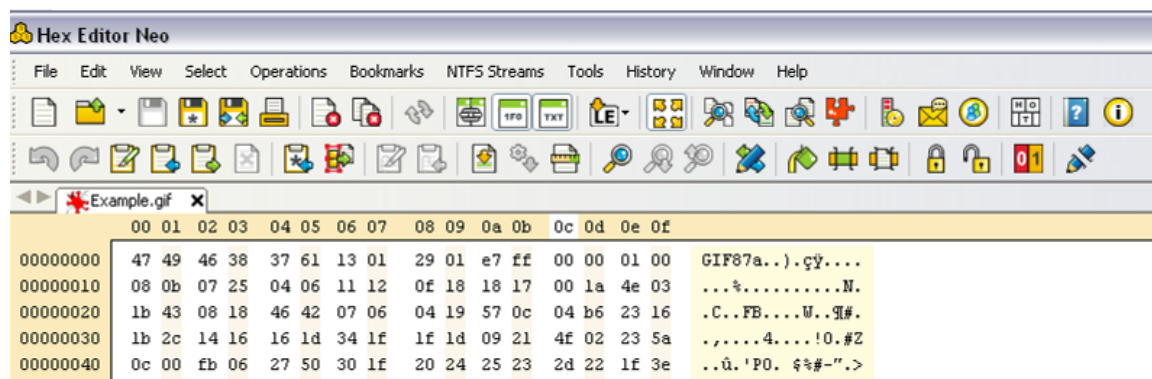 Hex Editor Neo
File Edit View Select Operations Bookmarks NTFS Streams Tools History Window Help
1F0 TXT LE HOT ? i
01
Example.gif
00 01 02 03 04 05 06 07 08 09 0a 0b 0c 0d 0e 0f
00000000 47 49 46 38 37 61 13 01 29 01 e7 ff 00 00 01 00 GIF87a..).çÿ....
00000010 08 0b 07 25 04 06 11 12 0f 18 18 17 00 1a 4e 03 ...%..........N.
00000020 1b 43 08 18 46 42 07 06 04 19 57 0c 04 b6 23 16 .C..FB....W..¶#.
00000030 1b 2c 14 16 16 1d 34 1f 1f 1d 09 21 4f 02 23 5a .,....4....!O.#Z
00000040 0c 00 fb 06 27 50 30 1f 20 24 25 23 2d 22 1f 3e ..û.'P0. $%#-".>